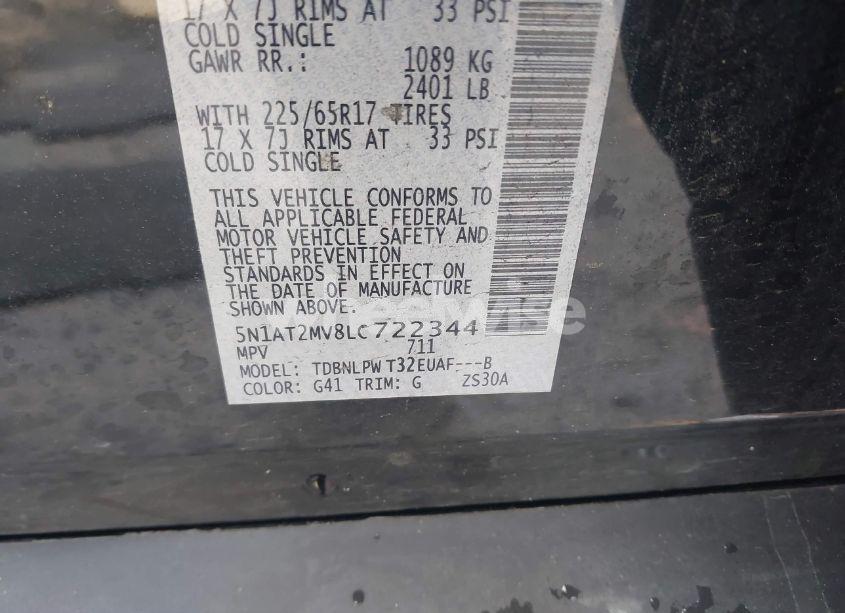 17 X 7J RIMS AT 33 PSI
COLD SINGLE
GAWR RR.: 1089 KG
2401 LB
WITH 225/65R17 TIRES
17 X 7J RIMS AT 33 PSI
COLD SINGLE
THIS VEHICLE CONFORMS TO
ALL APPLICABLE FEDERAL
MOTOR VEHICLE SAFETY AND
THEFT PREVENTION
STANDARDS IN EFFECT ON
THE DATE OF MANUFACTURE
SHOWN ABOVE.
5N1AT2MV8LC722344
MPV 711
MODEL: TDBNLPW T32EUAF---B
COLOR: G41 TRIM: G ZS30A